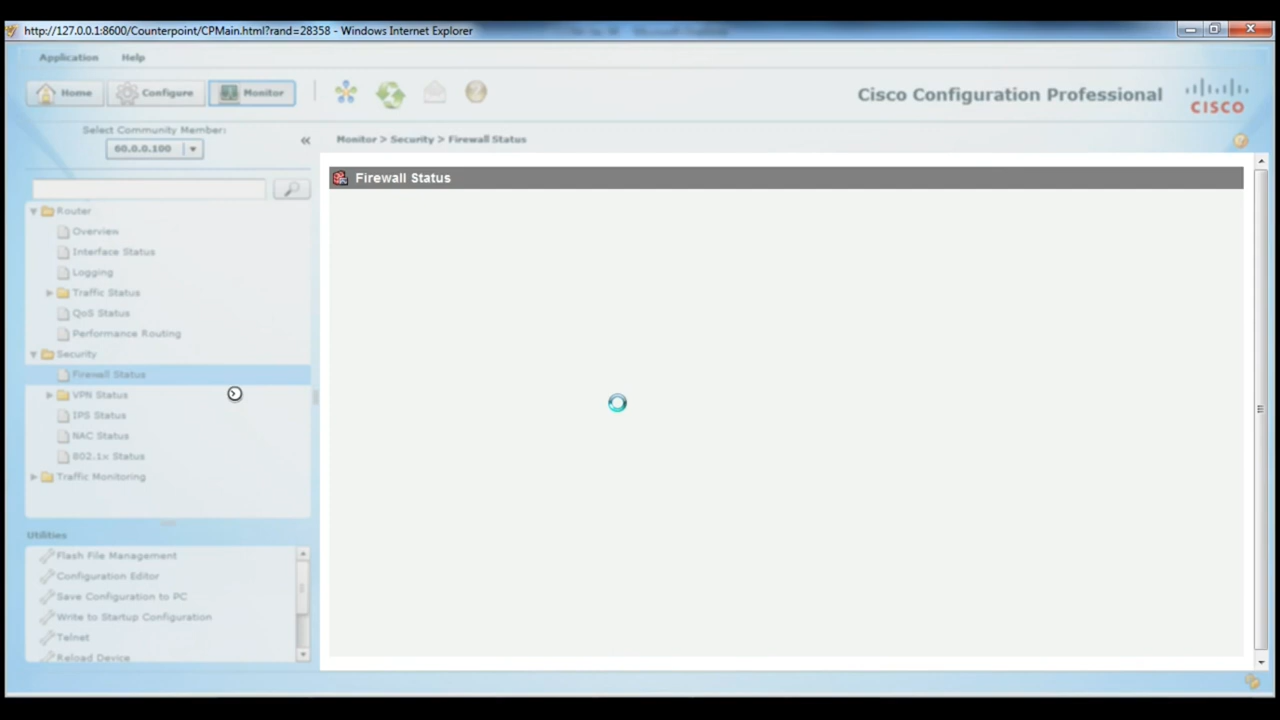 http://127.0.0.1:8600/Counterpoint/CPMain.html?rand=28358 - Windows Internet Explorer
Application Help
Home Configure Monitor
Cisco Configuration Professional
CISCO
Select Community Member:
60.0.0.100
«
Monitor > Security > Firewall Status
Firewall Status
Router
Overview
Interface Status
Logging
Traffic Status
QoS Status
Performance Routing
Security
Firewall Status
VPN Status
IPS Status
NAC Status
802.1x Status
Traffic Monitoring
Utilities
Flash File Management
Configuration Editor
Save Configuration to PC
Write to Startup Configuration
Telnet
Reload Device